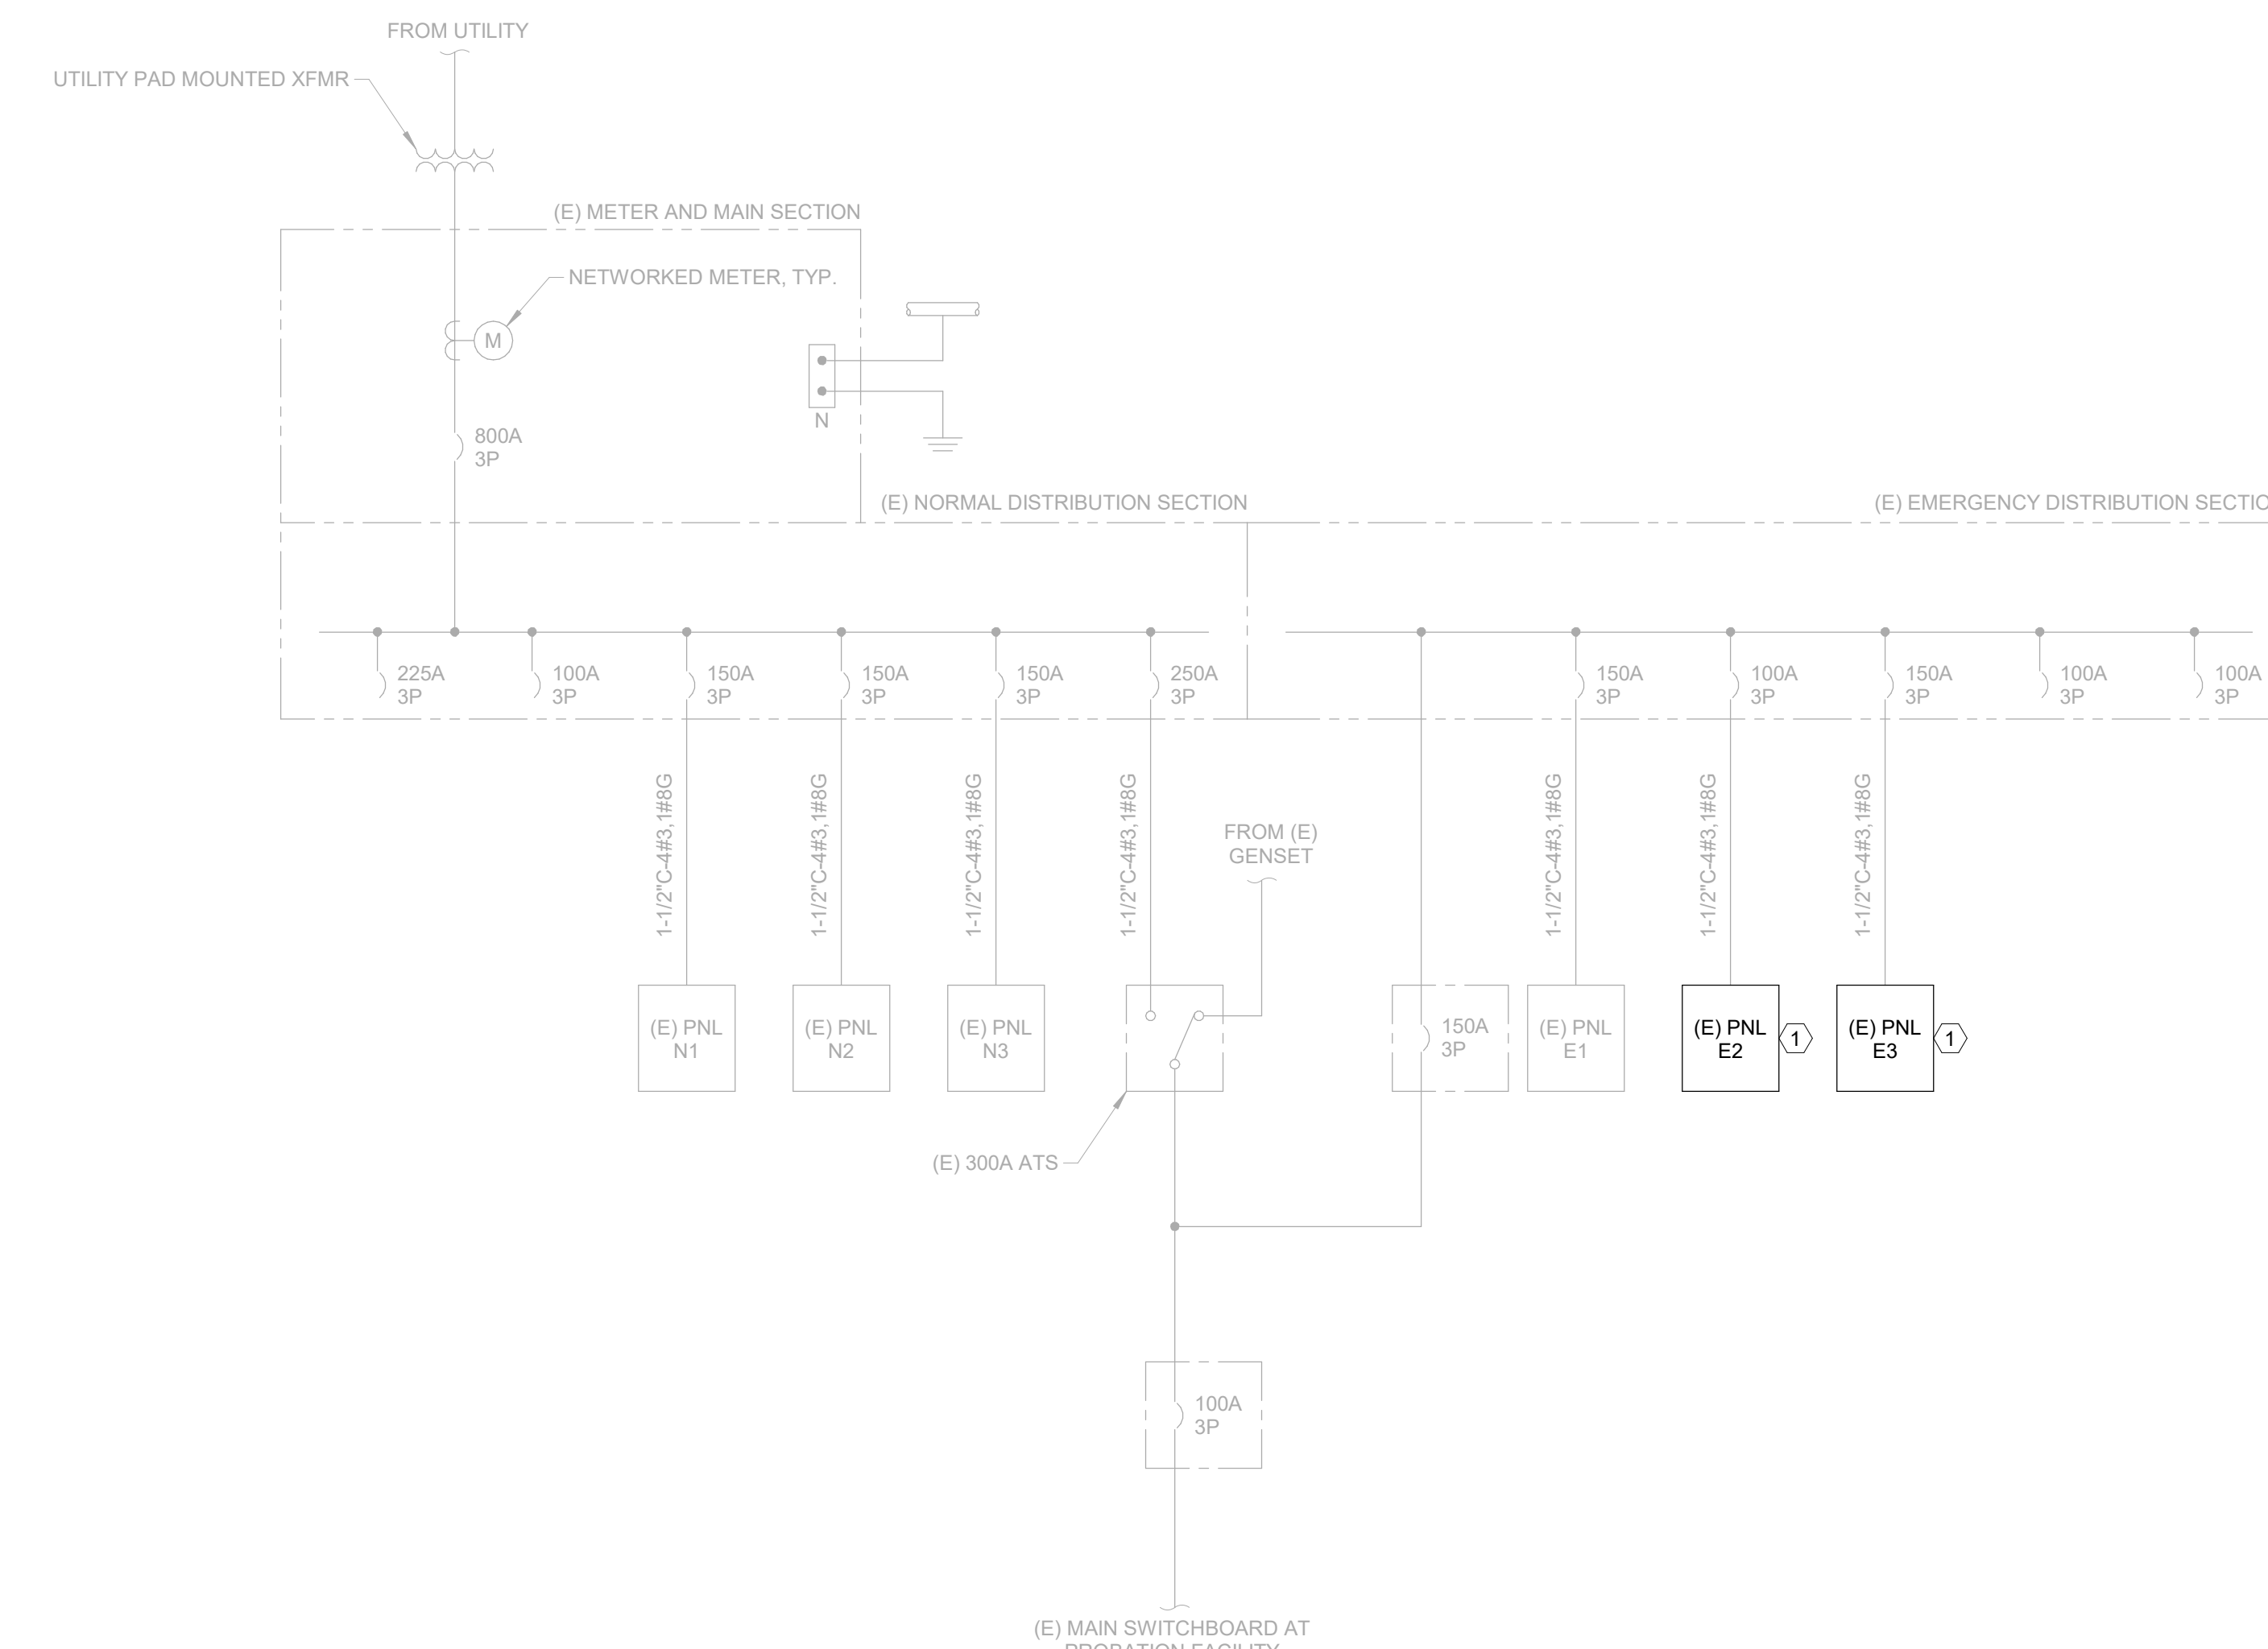 FROM UTILITY
UTILITY PAD MOUNTED XFMR
(E) METER AND MAIN SECTION
NETWORKED METER, TYP.
M
N
800A
3P
(E) NORMAL DISTRIBUTION SECTION
(E) EMERGENCY DISTRIBUTION SECTIO
225A
3P
100A
3P
150A
3P
150A
3P
150A
3P
250A
3P
150A
3P
100A
3P
150A
3P
100A
3P
100A
3P
1-1/2"C-4#3,1#8G
1-1/2"C-4#3,1#8G
1-1/2"C-4#3,1#8G
1-1/2"C-4#3,1#8G
1-1/2"C-4#3,1#8G
1-1/2"C-4#3,1#8G
1-1/2"C-4#3,1#8G
FROM (E)
GENSET
(E) PNL
N1
(E) PNL
N2
(E) PNL
N3
150A
3P
(E) PNL
E1
(E) PNL
E2
1
(E) PNL
E3
1
(E) 300A ATS
100A
3P
(E) MAIN SWITCHBOARD AT
PROBATION FACILITY